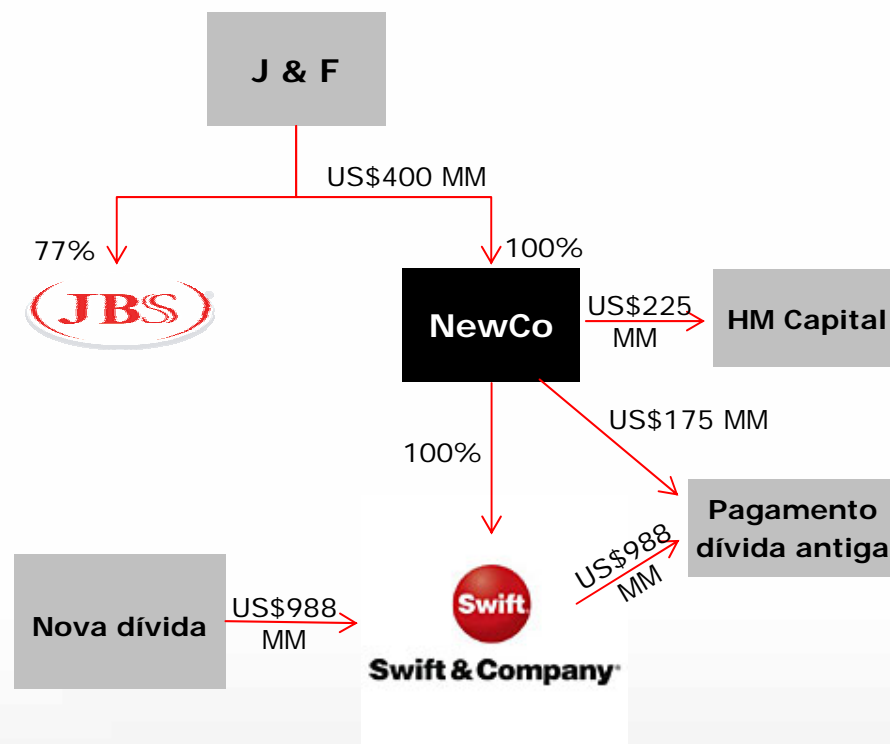 J & F
US$400 MM
77%
100%
JBS
NewCo
US$225
MM
HM Capital
US$175 MM
100%
Pagamento
dívida antiga
US$988
MM
Nova dívida
US$988
MM
Swift
Swift & Company